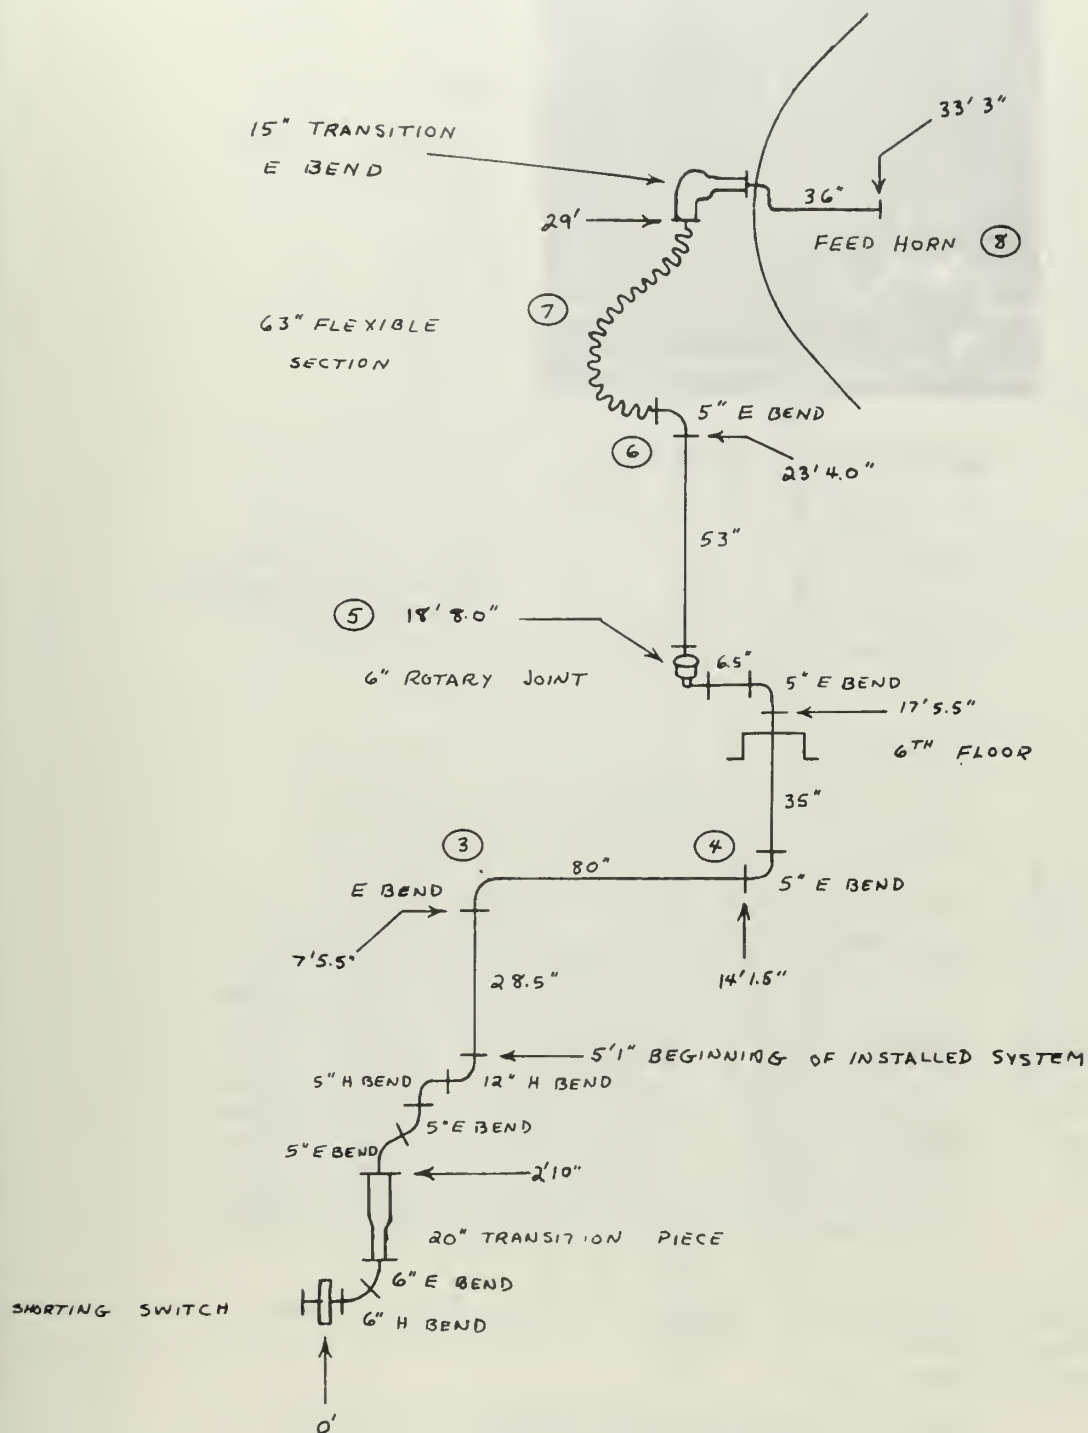 33' 3"
15" TRANSITION
E BEND
36"
29'
FEED HORN 8
7
63" FLEXIBLE
SECTION
5" E BEND
6
23' 4.0"
53"
5 18' 8.0"
6.5"
6" ROTARY JOINT
5" E BEND
17' 5.5"
6TH FLOOR
35"
3
4
80"
E BEND
5" E BEND
7' 5.5"
28.5"
14' 1.5"
5' 1" BEGINNING OF INSTALLED SYSTEM
5" H BEND
12" H BEND
5" E BEND
5" E BEND
2' 10"
20" TRANSITION PIECE
6" E BEND
SHORTING SWITCH
6" H BEND
0'